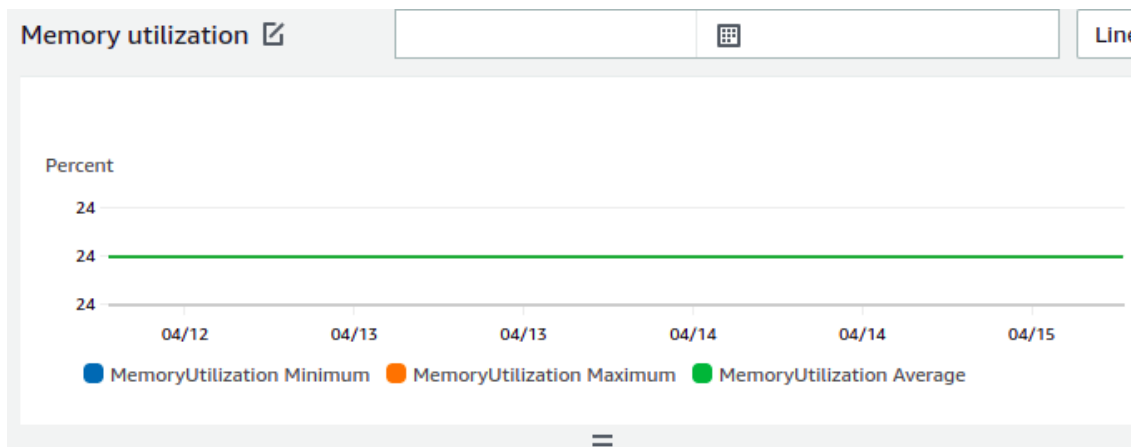 Memory utilization
Line
Percent
24
24
24
04/12 04/13 04/13 04/14 04/14 04/15
MemoryUtilization Minimum MemoryUtilization Maximum MemoryUtilization Average